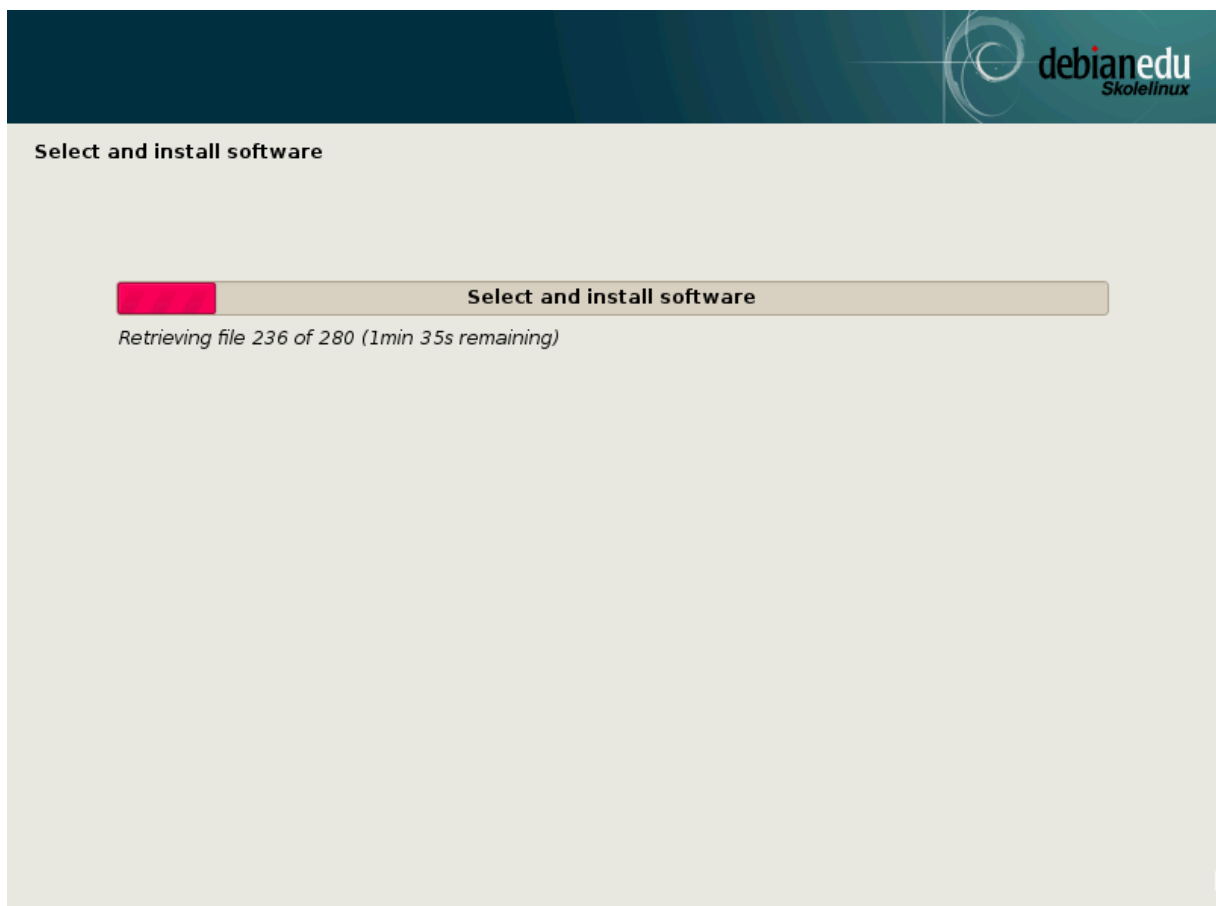 debianedu
Skolelinux
Select and install software
Select and install software
Retrieving file 236 of 280 (1min 35s remaining)